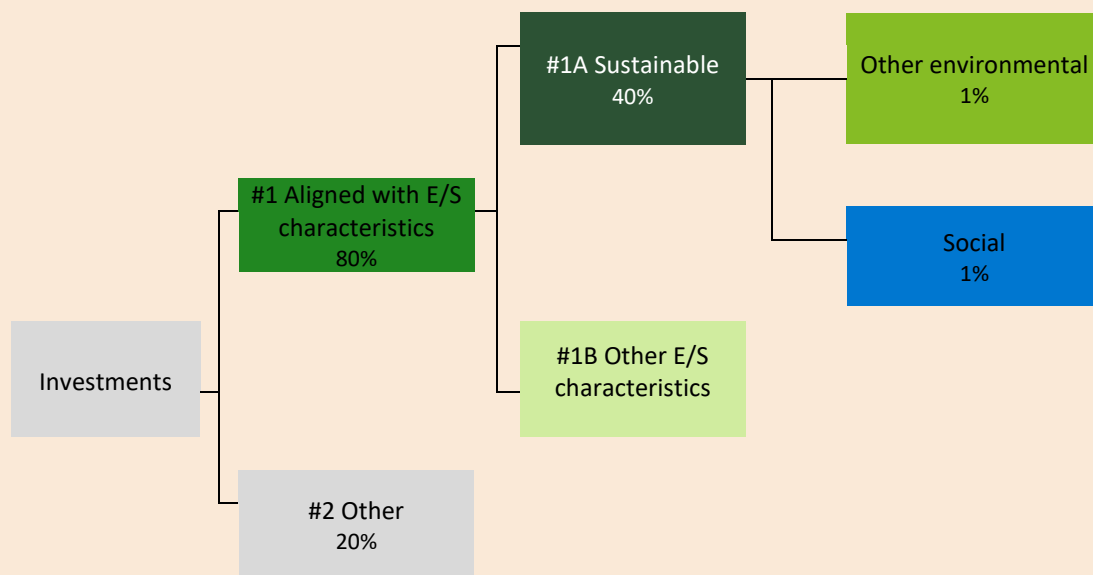 Investments
#1 Aligned with E/S
characteristics
80%
#2 Other
20%
#1A Sustainable
40%
#1B Other E/S
characteristics
Other environmental
1%
Social
1%